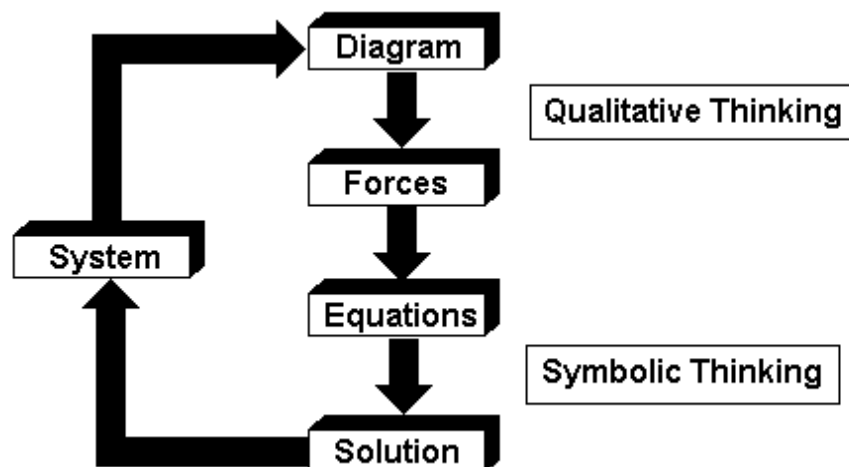 Diagram
Qualitative Thinking
Forces
System
Equations
Symbolic Thinking
Solution